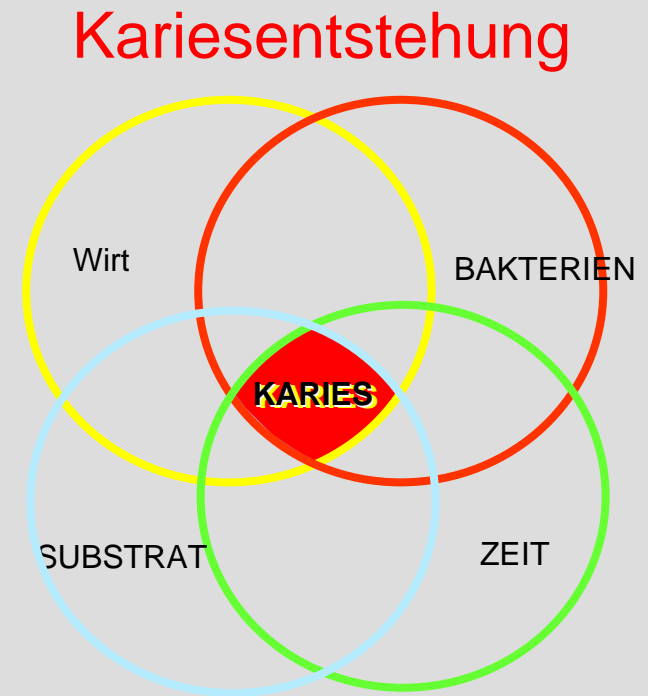 Kariesentstehung
Wirt
BAKTERIEN
KARIES
SUBSTRAT
ZEIT